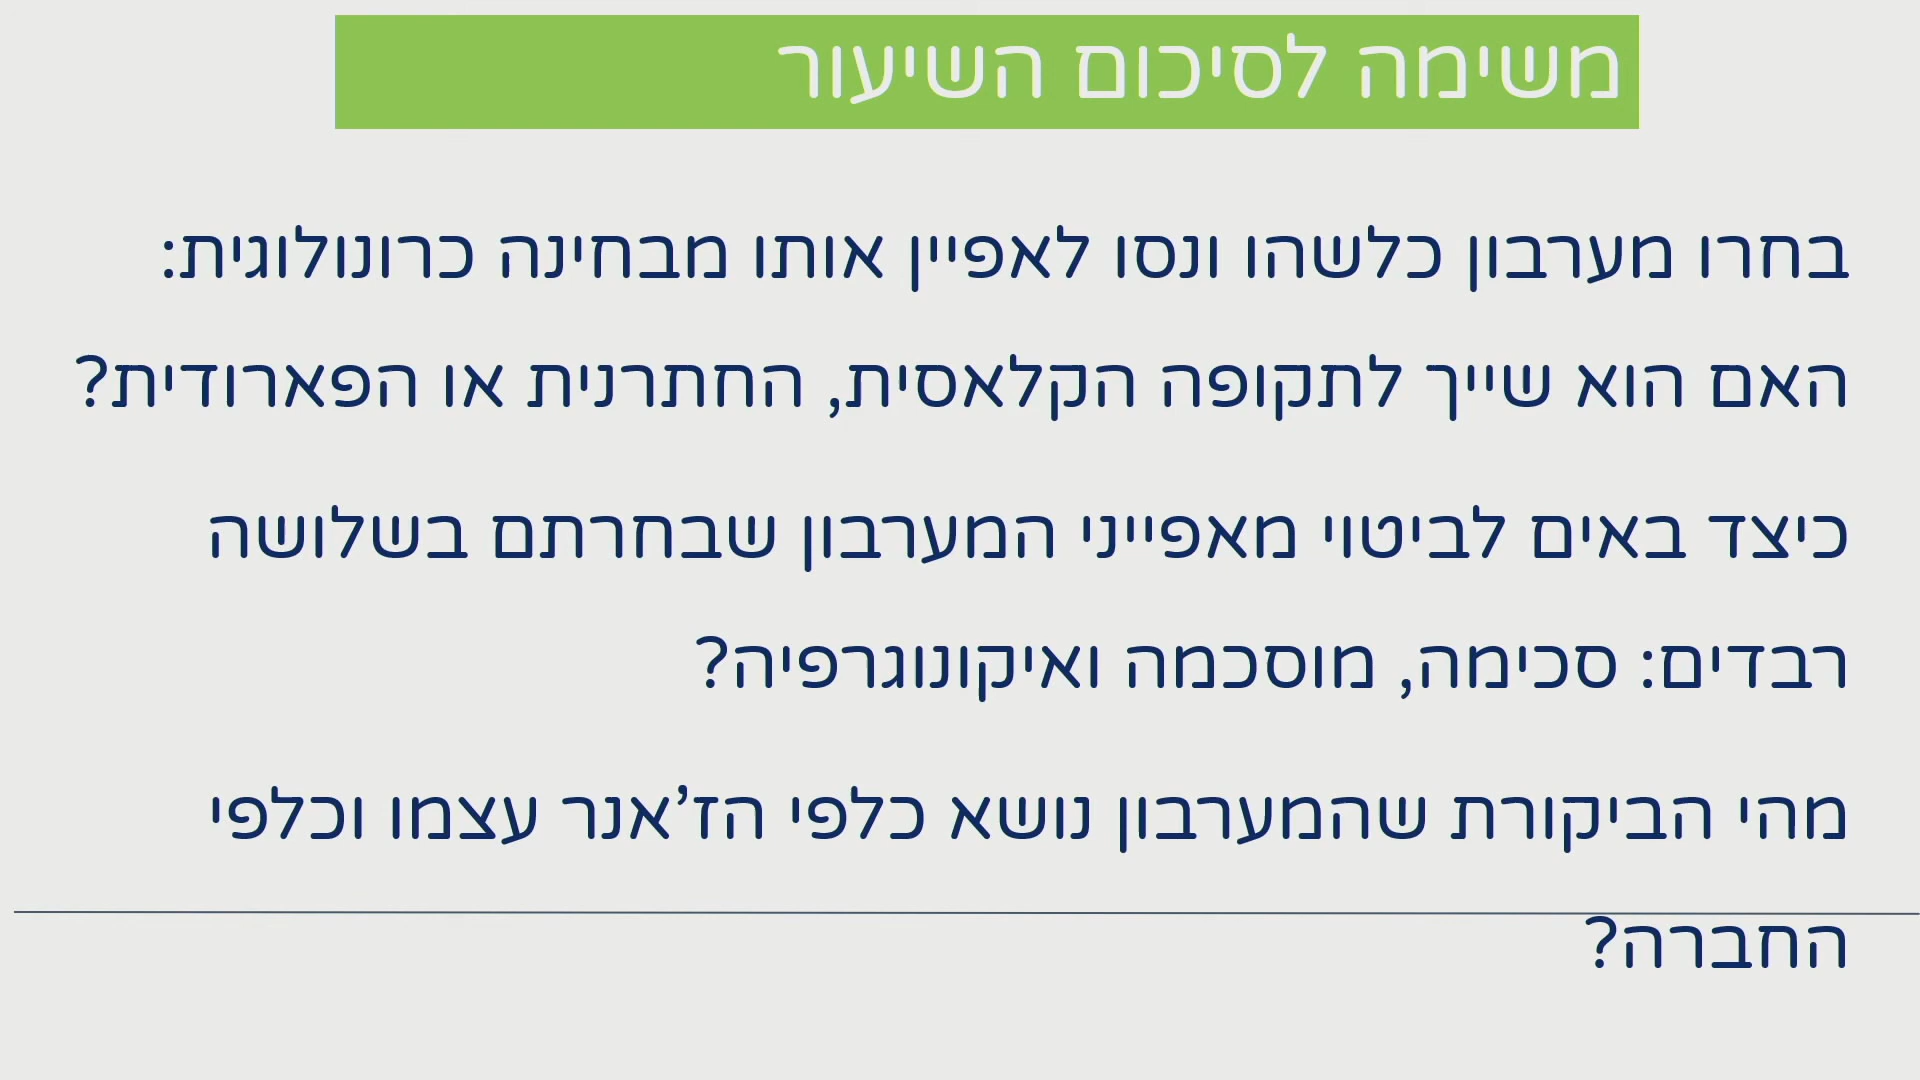 משימה לסיכום השיעור
בחרו מערבון כלשהו ונסו לאפיין אותו מבחינה כרונולוגית:
האם הוא שייך לתקופה הקלאסית, החתרנית או הפארודית?
כיצד באים לביטוי מאפייני המערבון שבחרתם בשלושה
רבדים: סכימה, מוסכמה ואיקונוגרפיה?
מהי הביקורת שהמערבון נושא כלפי הז’אנר עצמו וכלפי
החברה?